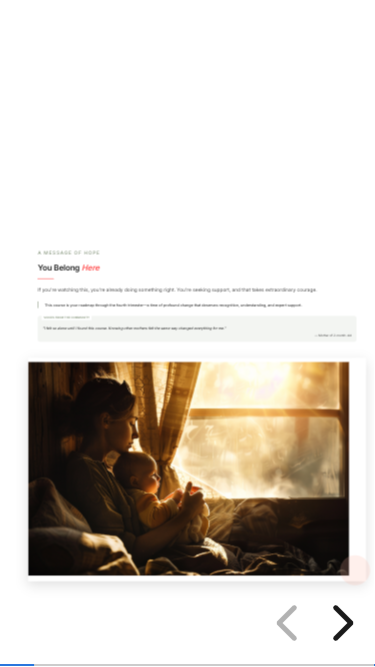 A MESSAGE OF HOPE
You Belong Here
If you're watching this, you're already doing something right. You're seeking support, and that takes extraordinary courage.
This course is your roadmap through the fourth trimester—a time of profound change that deserves recognition, understanding, and expert support.
"I felt so alone until I found this course. Knowing other mothers felt the same way changed everything for me."